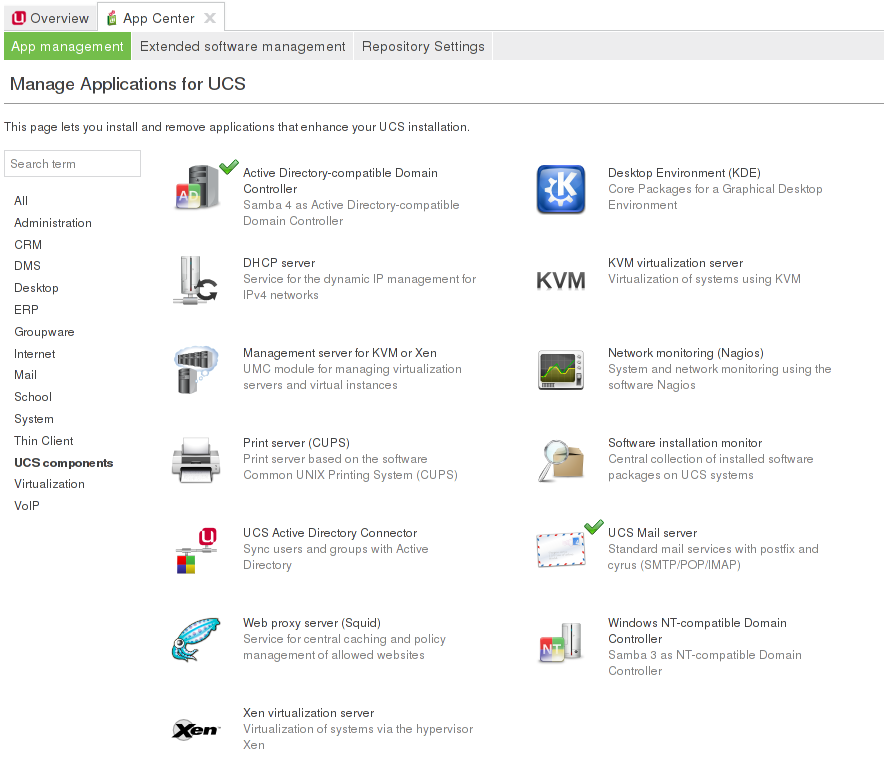 Overview
App Center
App management
Extended software management
Repository Settings
Manage Applications for UCS
This page lets you install and remove applications that enhance your UCS installation.
Search term
All
Administration
CRM
DMS
Desktop
ERP
Groupware
Internet
Mail
School
System
Thin Client
UCS components
Virtualization
VoIP
AD
Active Directory-compatible Domain
Controller
Samba 4 as Active Directory-compatible
Domain Controller
K
Desktop Environment (KDE)
Core Packages for a Graphical Desktop
Environment
DHCP server
Service for the dynamic IP management for
IPv4 networks
KVM
KVM virtualization server
Virtualization of systems using KVM
Management server for KVM or Xen
UMC module for managing virtualization
servers and virtual instances
Network monitoring (Nagios)
System and network monitoring using the
software Nagios
Print server (CUPS)
Print server based on the software
Common UNIX Printing System (CUPS)
Software installation monitor
Central collection of installed software
packages on UCS systems
U
UCS Active Directory Connector
Sync users and groups with Active
Directory
UCS Mail server
Standard mail services with postfix and
cyrus (SMTP/POP/IMAP)
Web proxy server (Squid)
Service for central caching and policy
management of allowed websites
NT
Windows NT-compatible Domain
Controller
Samba 3 as NT-compatible Domain
Controller
Xen
Xen virtualization server
Virtualization of systems via the hypervisor
Xen